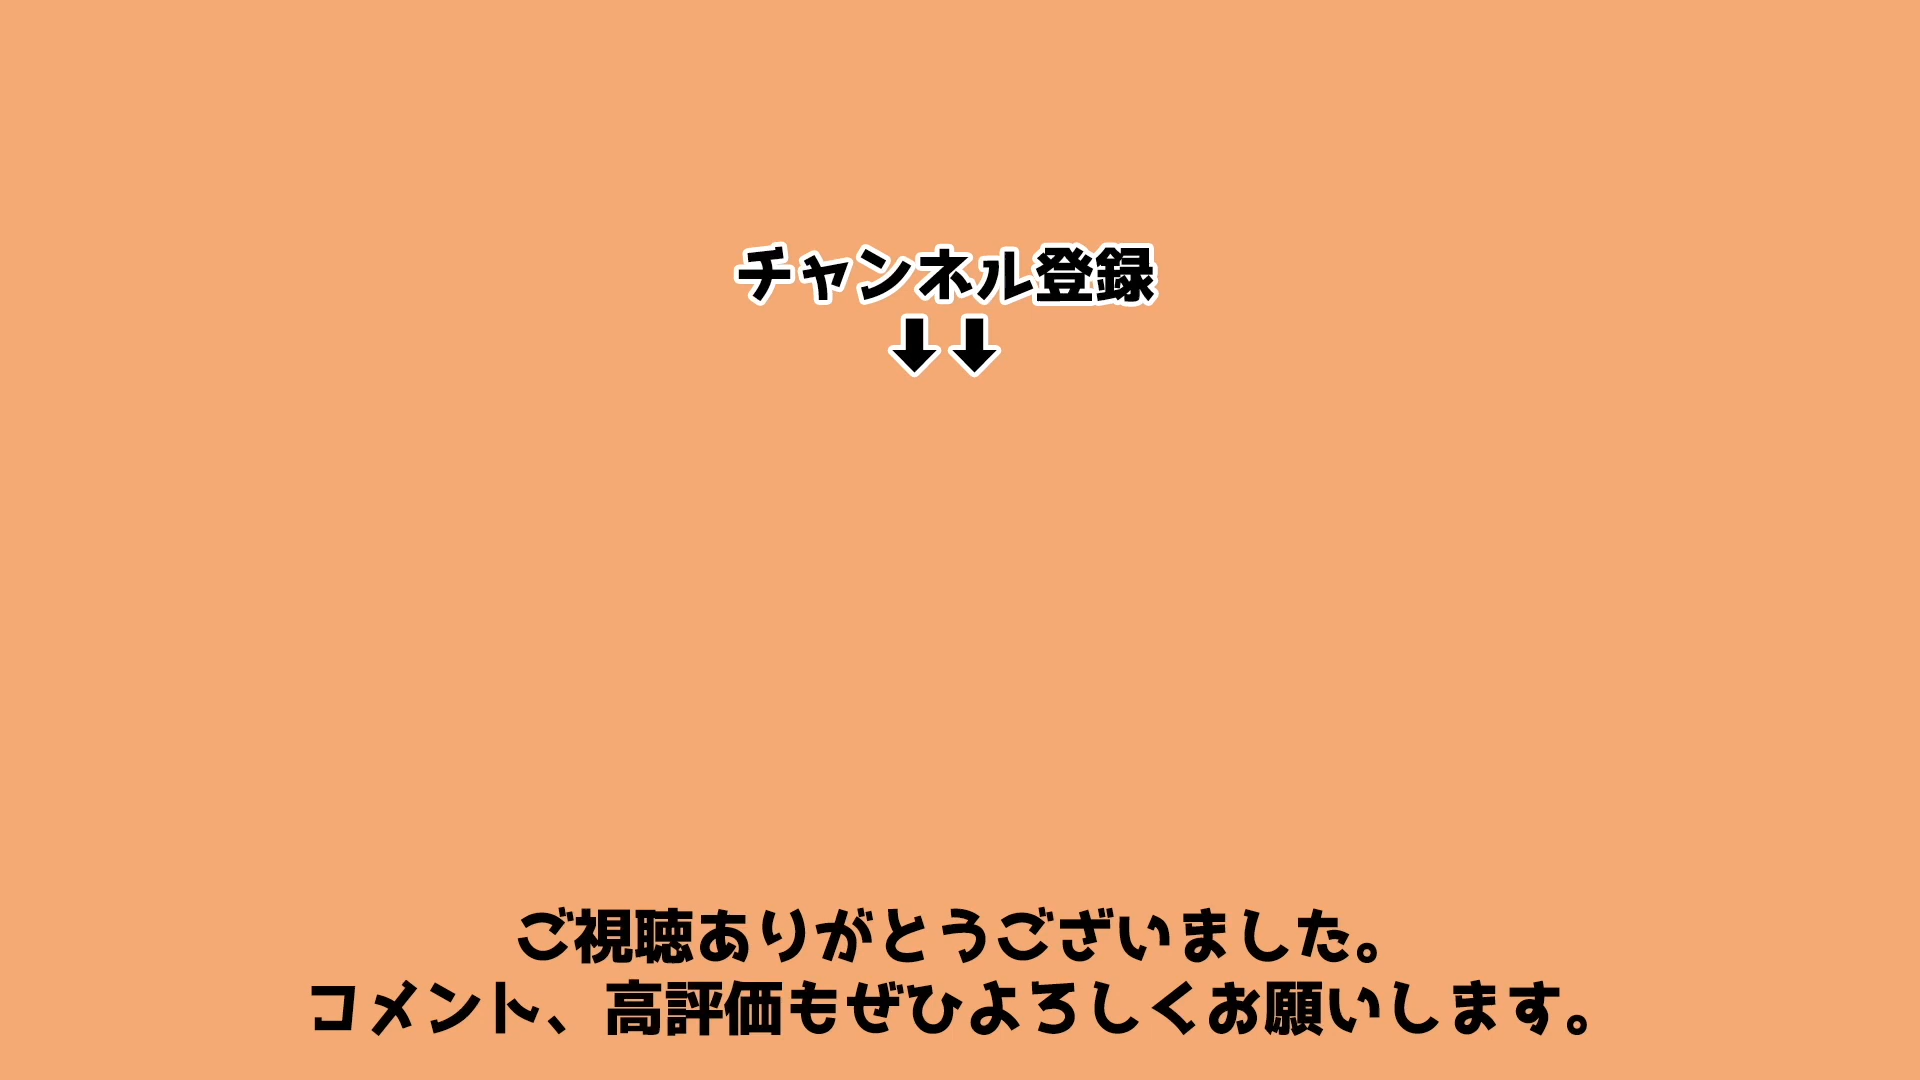 チャンネル登録
⬇⬇
ご視聴ありがとうございました。
コメント、高評価もぜひよろしくお願いします。